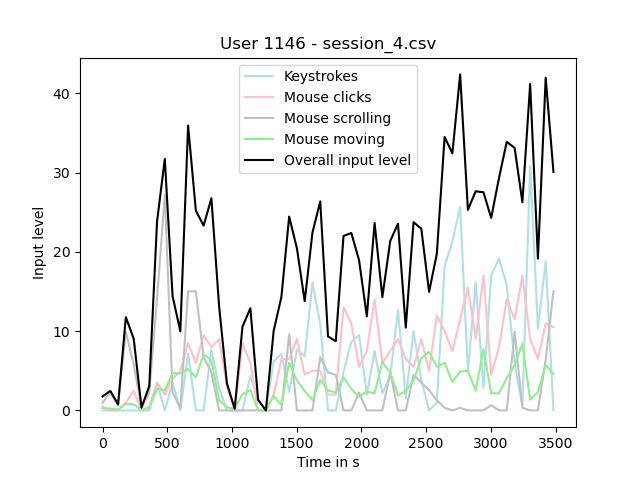 User 1146 - session_4.csv
Keystrokes
Mouse clicks
Mouse scrolling
Mouse moving
Overall input level
Input level
40
30
20
10
0
0 500 1000 1500 2000 2500 3000 3500
Time in s